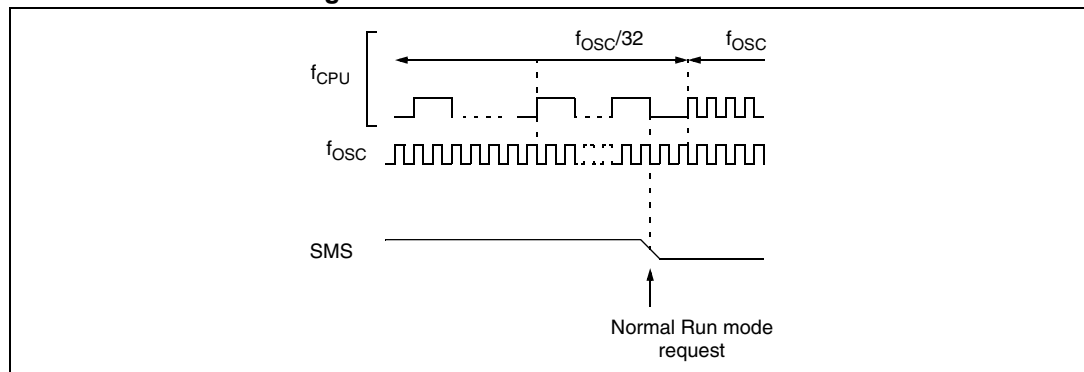 g
fOSC/32
fOSC
fCPU
fOSC
SMS
Normal Run mode
request